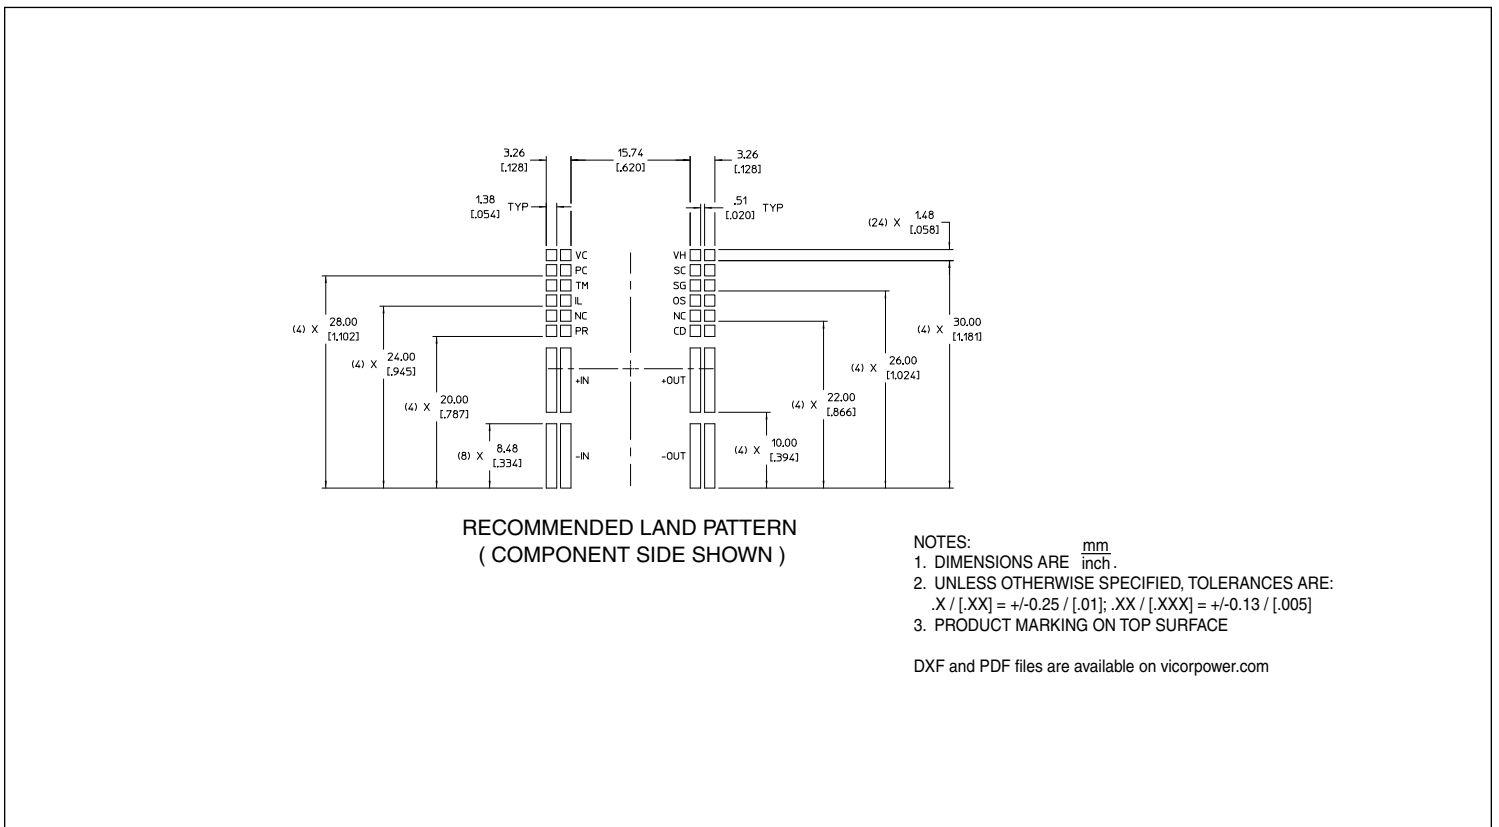 3.26 15.74 3.26
[.128] [.620] [.128]
1.38 TYP .51 TYP
[.054] [.020]
(24) X 1.48
[.058]
VC VH
PC SC
TM SG
IL OS
NC NC
PR CD
(4) X 28.00 (4) X 30.00
[1.102] [1.181]
(4) X 24.00 (4) X 26.00
[.945] [1.024]
+IN +OUT
(4) X 20.00 (4) X 22.00
[.787] [.866]
(8) X 8.48 -IN -OUT (4) X 10.00
[.334] [.394]
RECOMMENDED LAND PATTERN
( COMPONENT SIDE SHOWN )
NOTES:
1. DIMENSIONS ARE mm / inch .
2. UNLESS OTHERWISE SPECIFIED, TOLERANCES ARE:
.X / [.XX] = +/-0.25 / [.01]; .XX / [.XXX] = +/-0.13 / [.005]
3. PRODUCT MARKING ON TOP SURFACE
DXF and PDF files are available on vicorpower.com